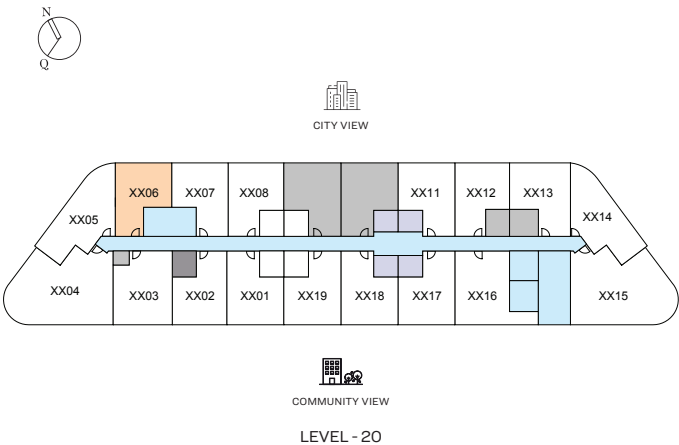 N
Q
CITY VIEW
XX06 XX07 XX08 XX11 XX12 XX13
XX05 XX14
XX04 XX03 XX02 XX01 XX19 XX18 XX17 XX16 XX15
COMMUNITY VIEW
LEVEL - 20